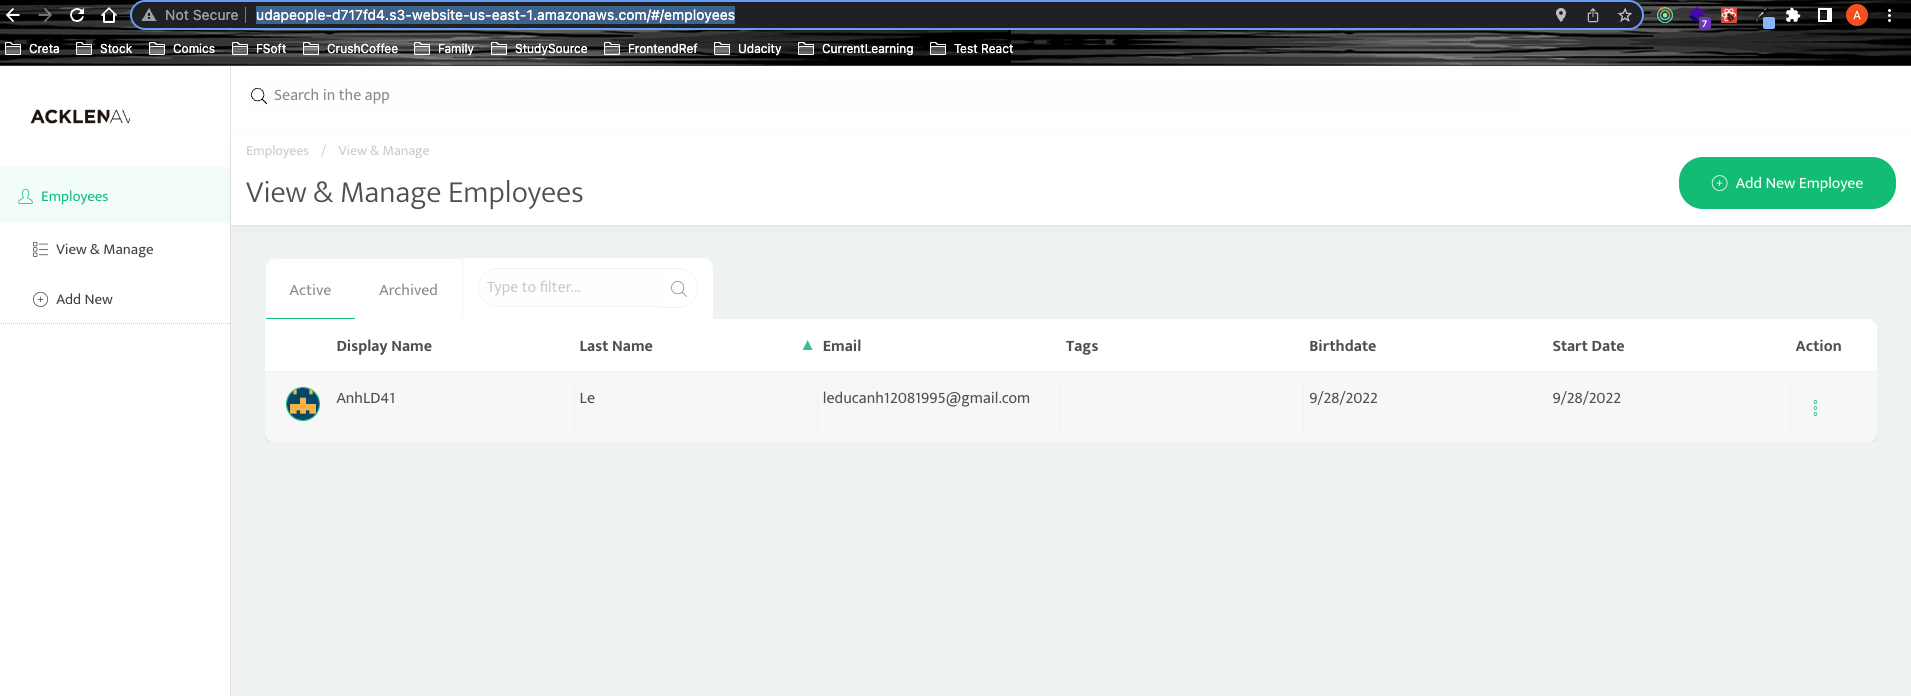 Not Secure udapeople-d717fd4.s3-website-us-east-1.amazonaws.com/#/employees 7 A
Creta Stock Comics FSoft CrushCoffee Family StudySource FrontendRef Udacity CurrentLearning Test React
Search in the app
ACKLENAV
Employees / View & Manage
View & Manage Employees
Add New Employee
Employees
View & Manage
Add New
Active Archived Type to filter...
Display Name Last Name Email Tags Birthdate Start Date Action
AnhLD41 Le leducanh12081995@gmail.com 9/28/2022 9/28/2022